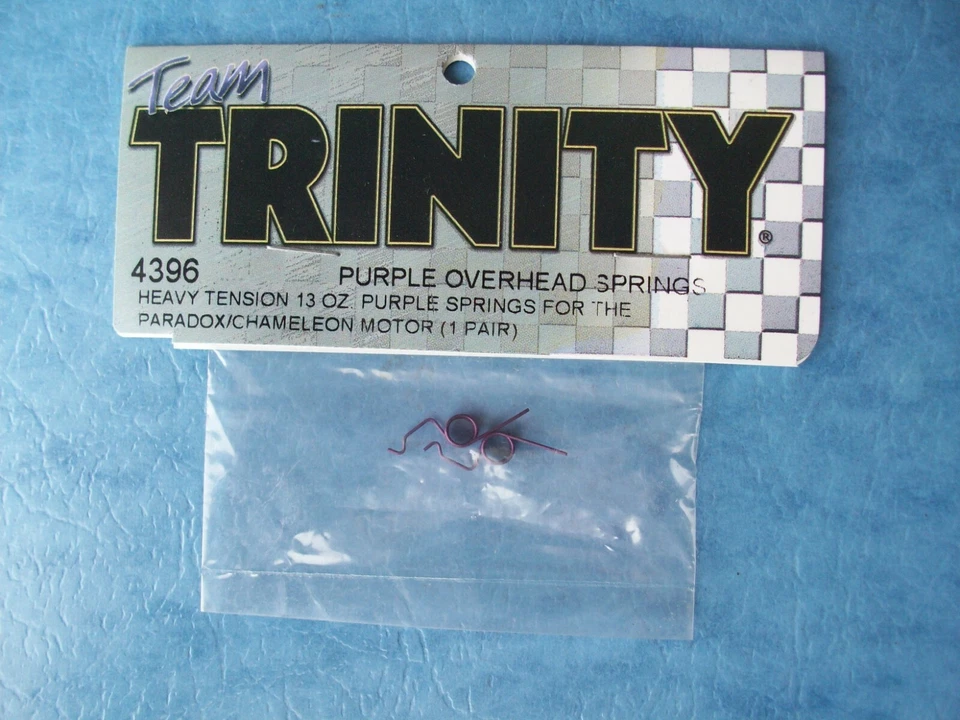 Team
TRINITY®
4396 PURPLE OVERHEAD SPRINGS
HEAVY TENSION 13 OZ. PURPLE SPRINGS FOR THE
PARADOX/CHAMELEON MOTOR (1 PAIR)